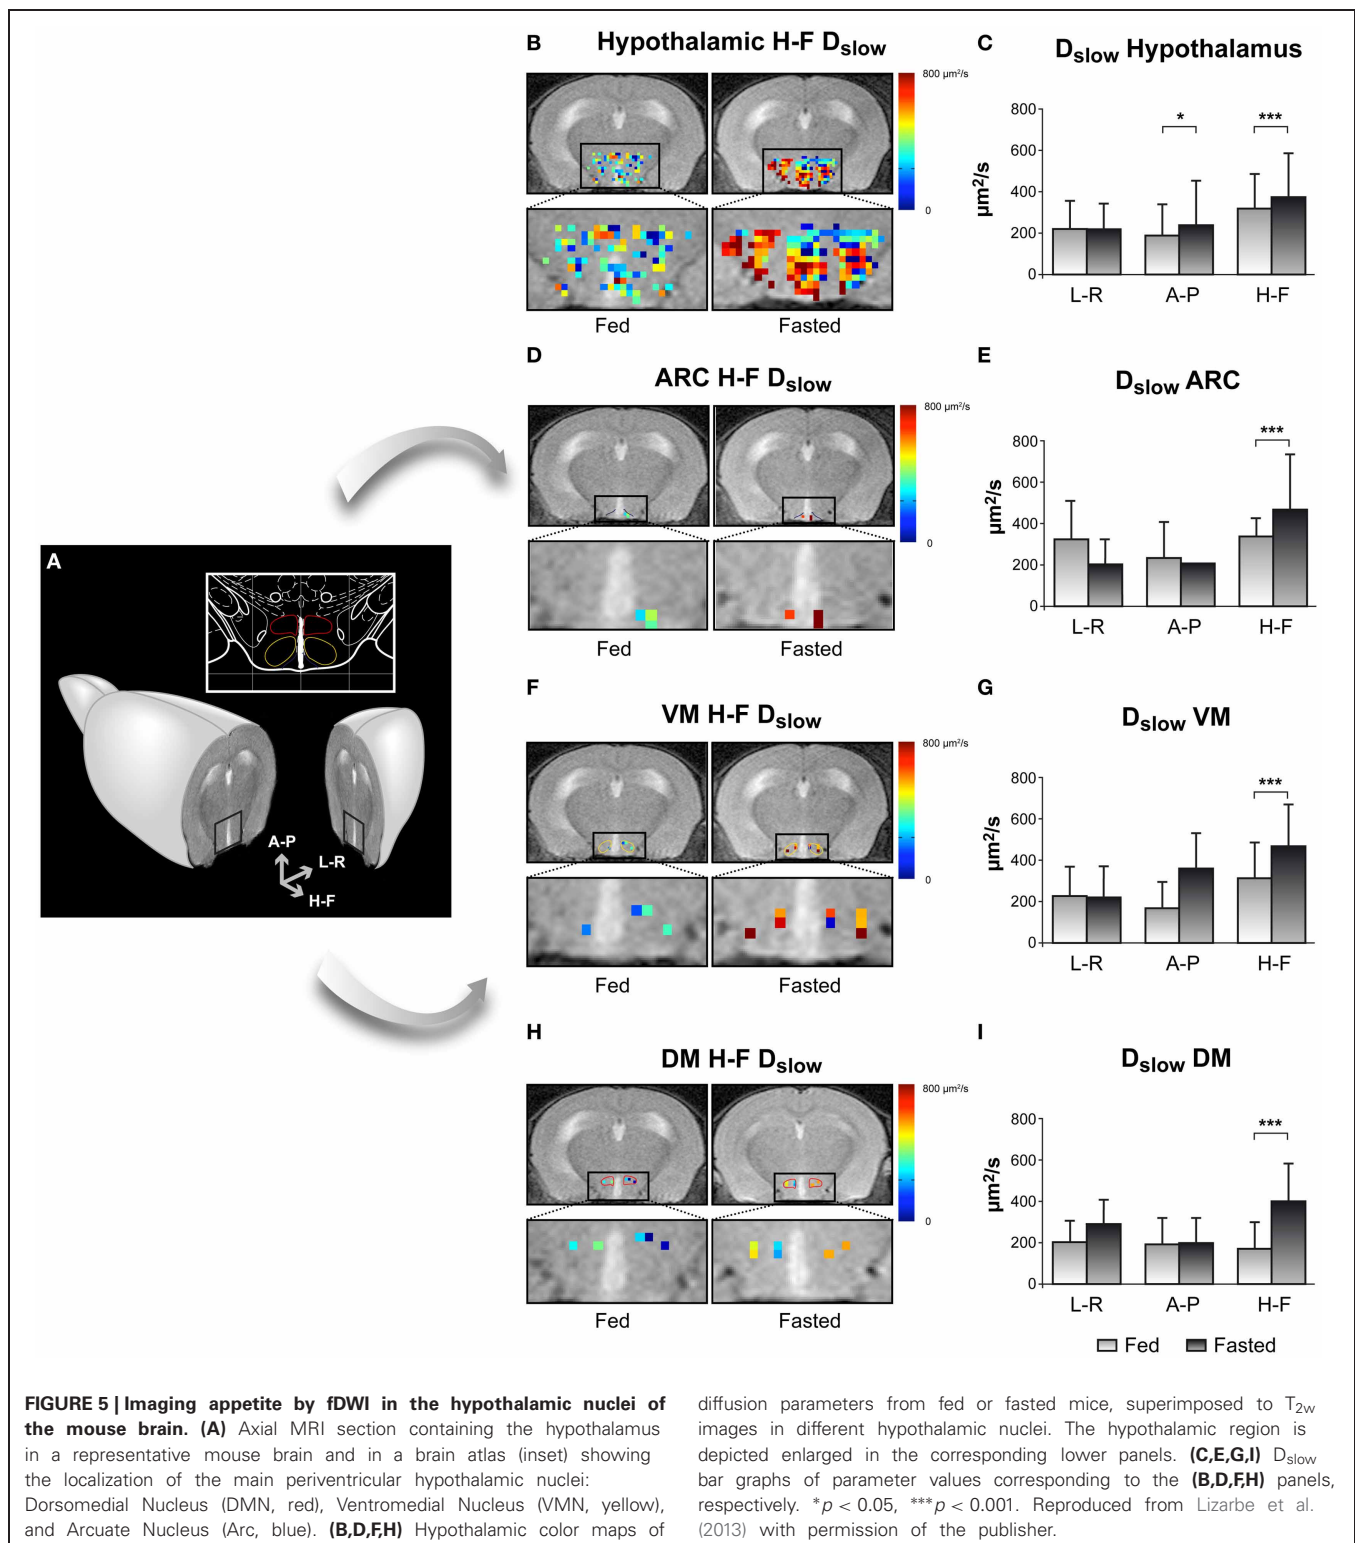 B
Hypothalamic H-F Dslow
800 µm2/s
0
Fed
Fasted
C
Dslow Hypothalamus
µm2/s
800
600
400
200
0
*
***
L-R
A-P
H-F
D
ARC H-F Dslow
800 µm2/s
0
Fed
Fasted
E
Dslow ARC
µm2/s
800
600
400
200
0
***
L-R
A-P
H-F
A
A-P
L-R
H-F
F
VM H-F Dslow
800 µm2/s
0
Fed
Fasted
G
Dslow VM
µm2/s
800
600
400
200
0
***
L-R
A-P
H-F
H
DM H-F Dslow
800 µm2/s
0
Fed
Fasted
I
Dslow DM
µm2/s
800
600
400
200
0
***
L-R
A-P
H-F
Fed
Fasted
FIGURE 5 | Imaging appetite by fDWI in the hypothalamic nuclei of
the mouse brain. (A) Axial MRI section containing the hypothalamus
in a representative mouse brain and in a brain atlas (inset) showing
the localization of the main periventricular hypothalamic nuclei:
Dorsomedial Nucleus (DMN, red), Ventromedial Nucleus (VMN, yellow),
and Arcuate Nucleus (Arc, blue). (B,D,F,H) Hypothalamic color maps of
diffusion parameters from fed or fasted mice, superimposed to T2w
images in different hypothalamic nuclei. The hypothalamic region is
depicted enlarged in the corresponding lower panels. (C,E,G,I) Dslow
bar graphs of parameter values corresponding to the (B,D,F,H) panels,
respectively. *p < 0.05, ***p < 0.001. Reproduced from Lizarbe et al.
(2013) with permission of the publisher.